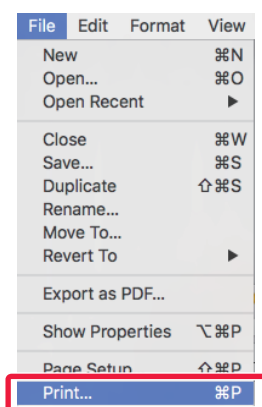 File Edit Format View
New ⌘N
Open... ⌘O
Open Recent ▶
Close ⌘W
Save... ⌘S
Duplicate ⇧⌘S
Rename...
Move To...
Revert To ▶
Export as PDF...
Show Properties ⌥⌘P
Page Setup ⇧⌘P
Print... ⌘P